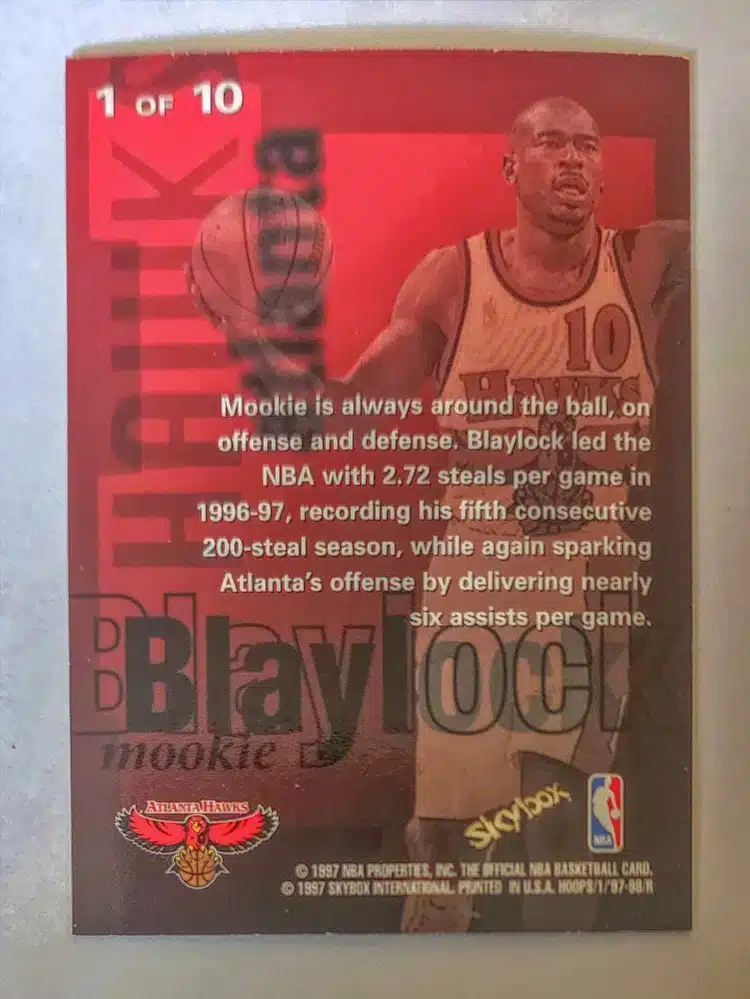 1 OF 10
HAWKS
Atlanta
10
HAWKS
Mookie is always around the ball, on
offense and defense. Blaylock led the
NBA with 2.72 steals per game in
1996-97, recording his fifth consecutive
200-steal season, while again sparking
Atlanta's offense by delivering nearly
six assists per game.
Blaylock
Blaylock
mookie
ATLANTA HAWKS
SKYBOX
NBA
© 1997 NBA PROPERTIES, INC. THE OFFICIAL NBA BASKETBALL CARD.
© 1997 SKYBOX INTERNATIONAL. PRINTED IN U.S.A. HOOPS/1/'97-98/R